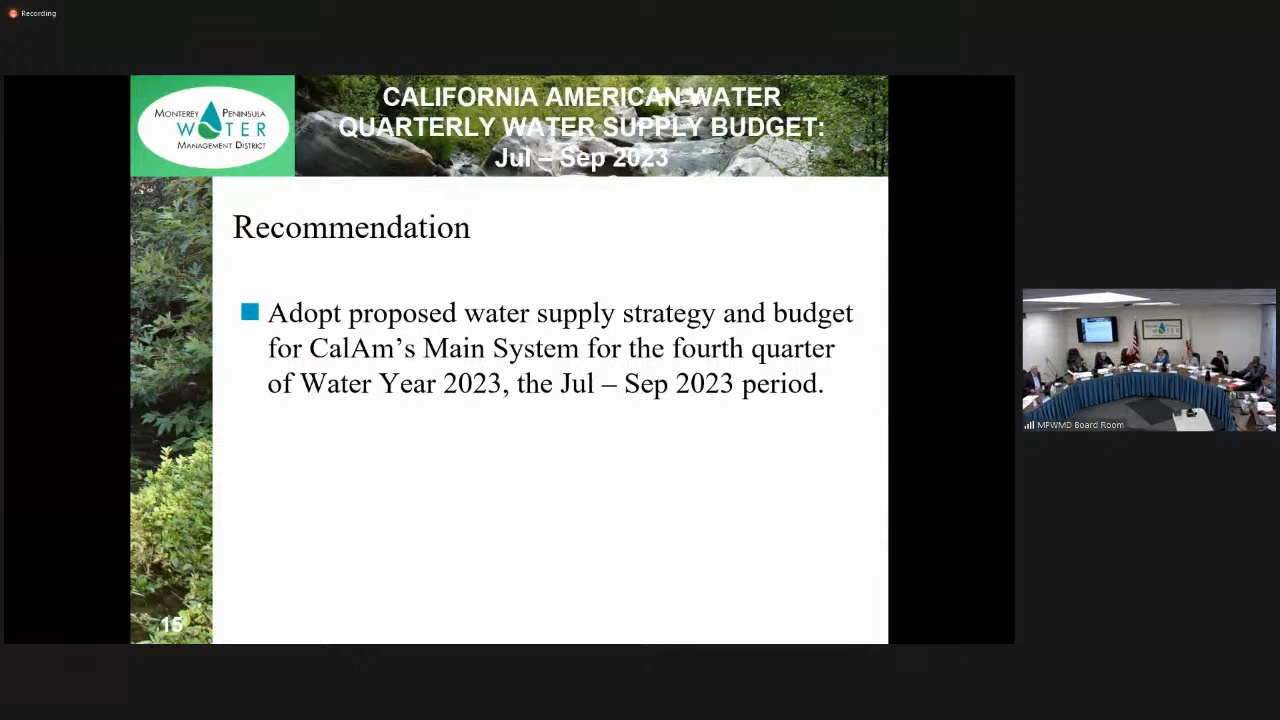 Recording
MONTEREY PENINSULA
WATER
MANAGEMENT DISTRICT
CALIFORNIA AMERICAN WATER
QUARTERLY WATER SUPPLY BUDGET:
Jul – Sep 2023
Recommendation
Adopt proposed water supply strategy and budget
for CalAm’s Main System for the fourth quarter
of Water Year 2023, the Jul – Sep 2023 period.
15
WATER
MPWMD Board Room